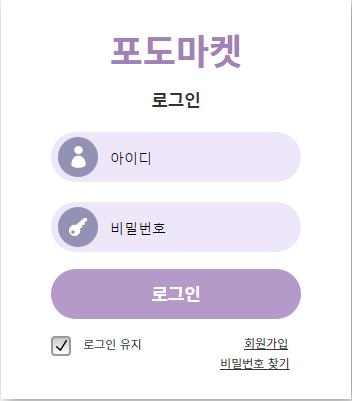 포도마켓
로그인
아이디
비밀번호
로그인
로그인 유지
회원가입
비밀번호 찾기